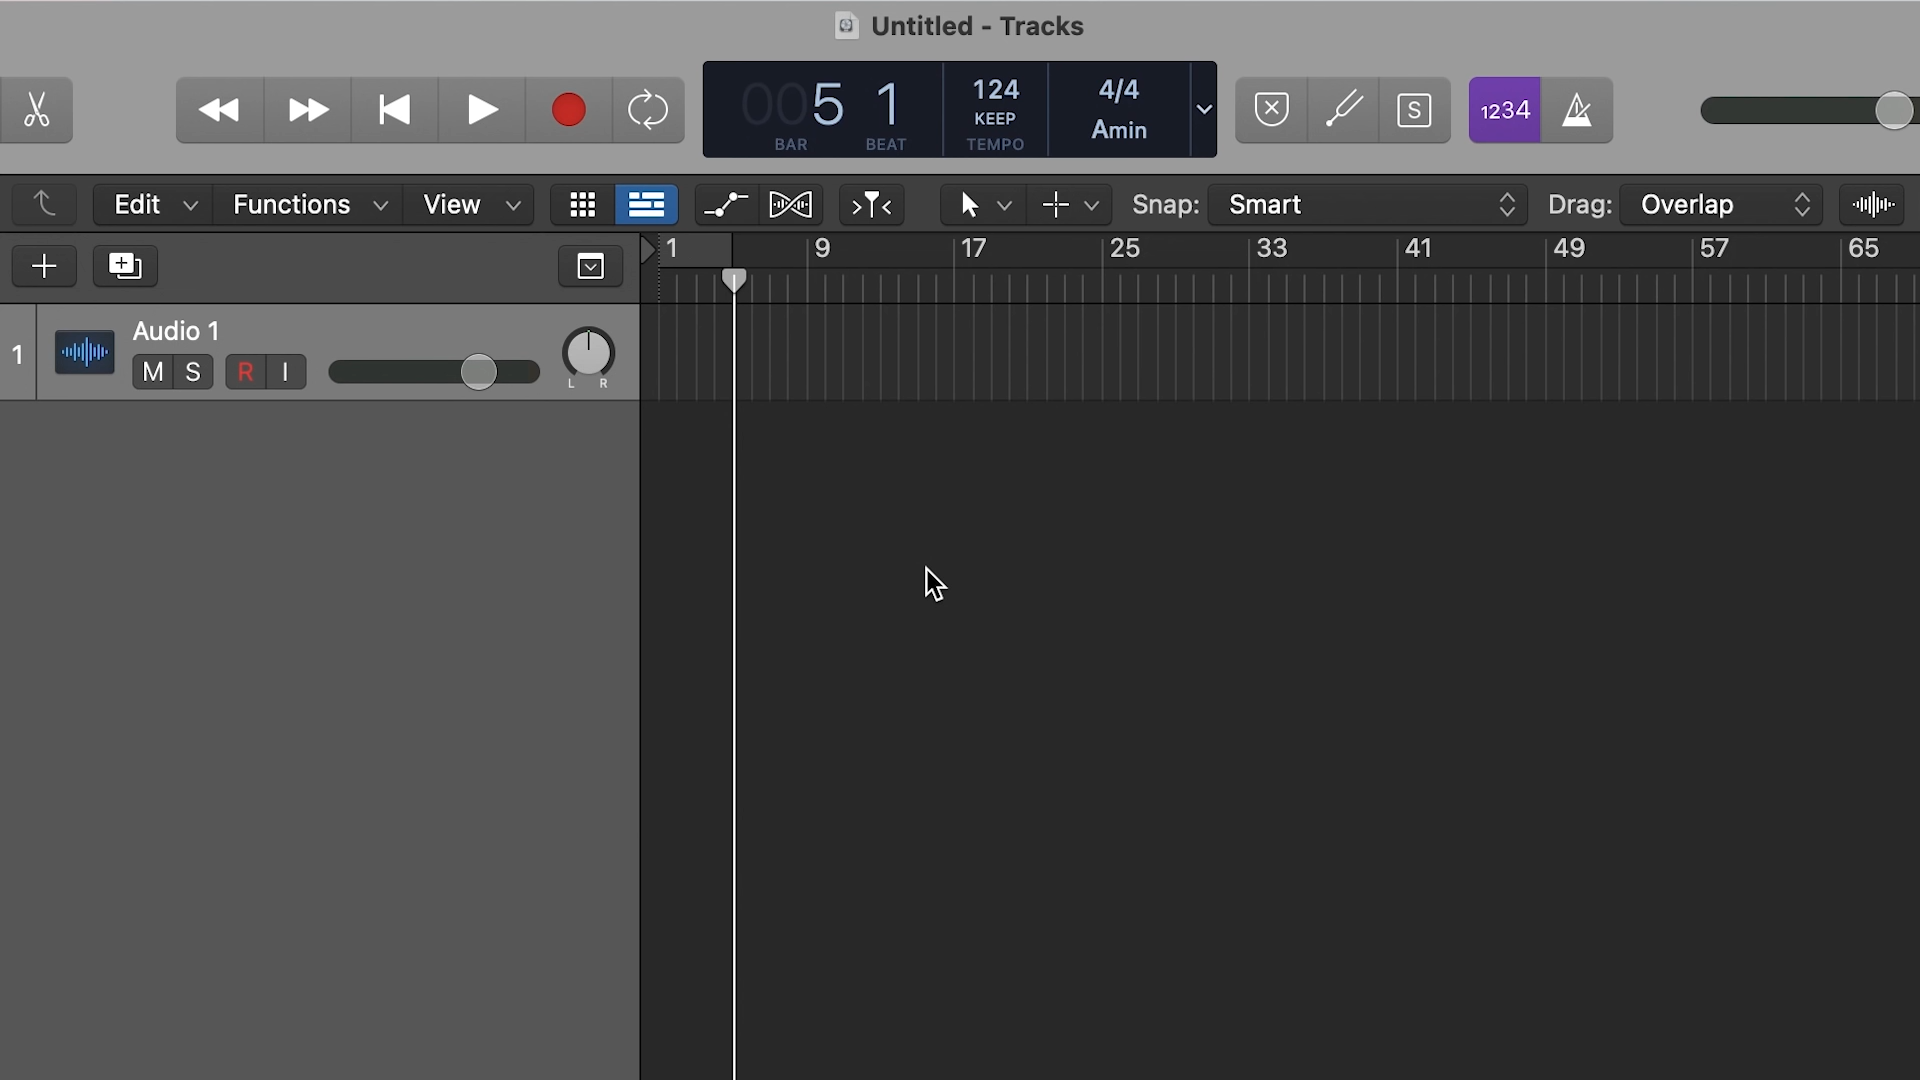 Untitled - Tracks
005 1 124 4/4
KEEP Amin
BAR BEAT TEMPO
S 1234
Edit Functions View Snap: Smart Drag: Overlap
1 9 17 25 33 41 49 57 65
1 Audio 1
M S R I
L R